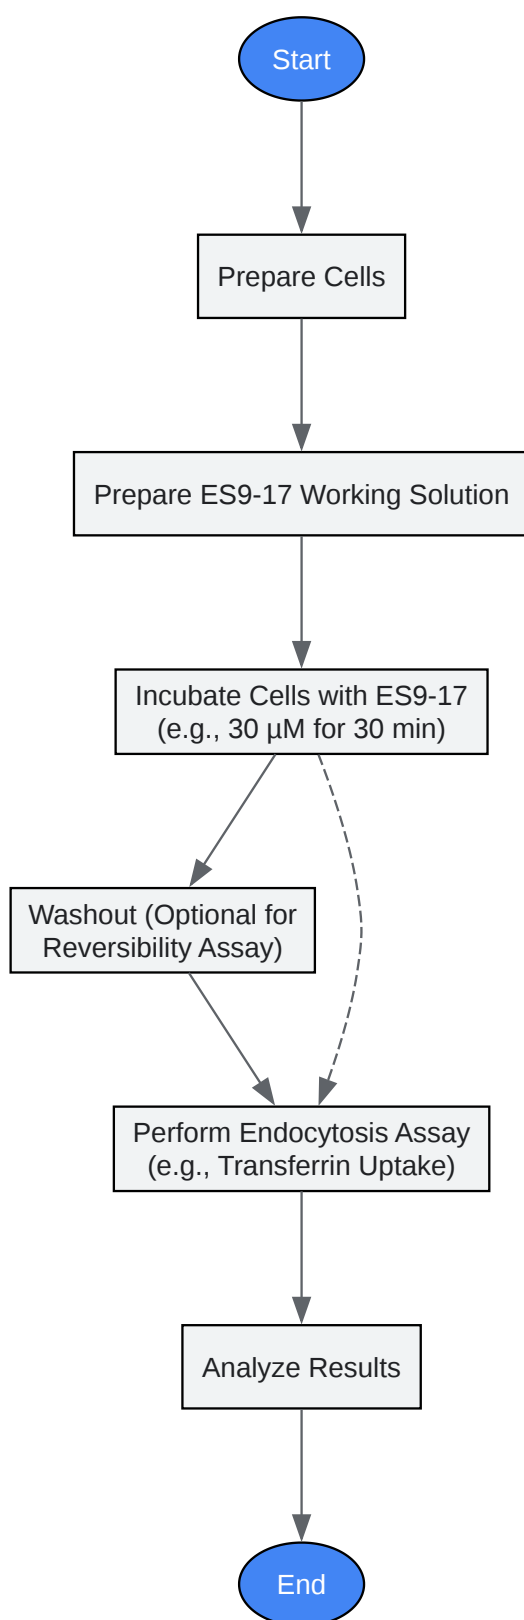 Start
Prepare Cells
Prepare ES9-17 Working Solution
Incubate Cells with ES9-17
(e.g., 30 µM for 30 min)
Washout (Optional for
Reversibility Assay)
Perform Endocytosis Assay
(e.g., Transferrin Uptake)
Analyze Results
End